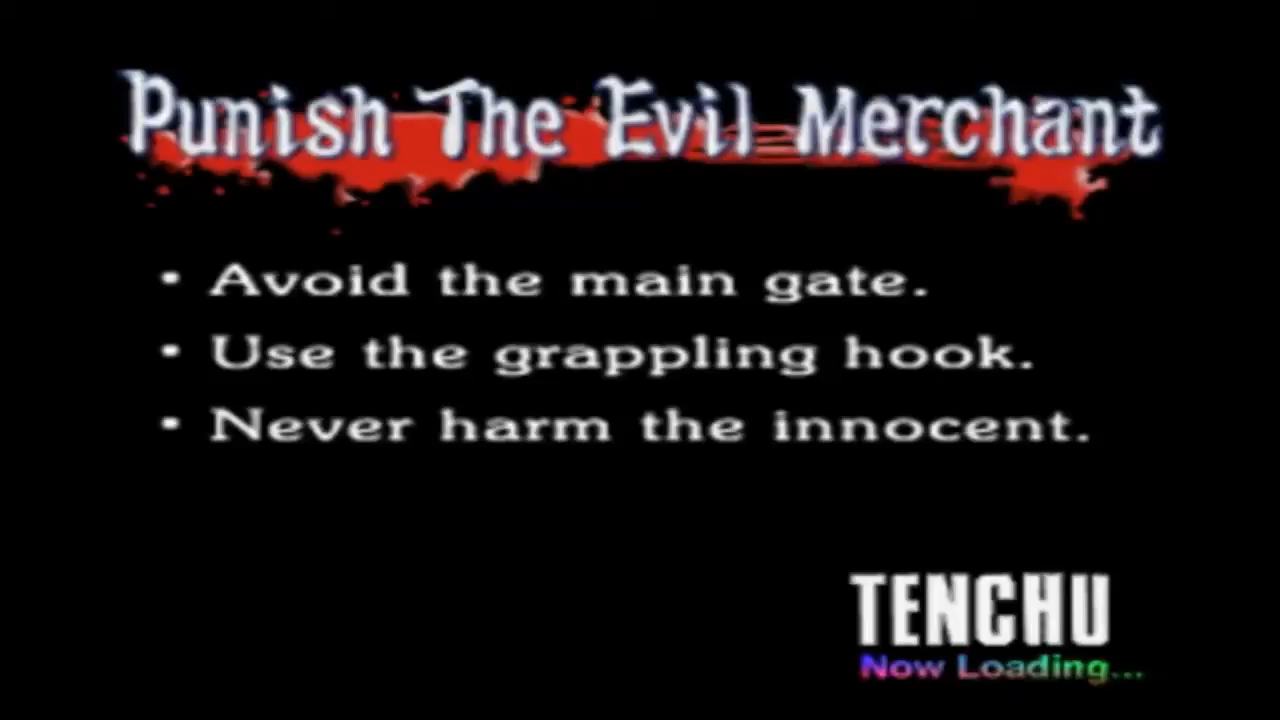 Punish The Evil Merchant
• Avoid the main gate.
• Use the grappling hook.
• Never harm the innocent.
TENCHU
Now Loading...